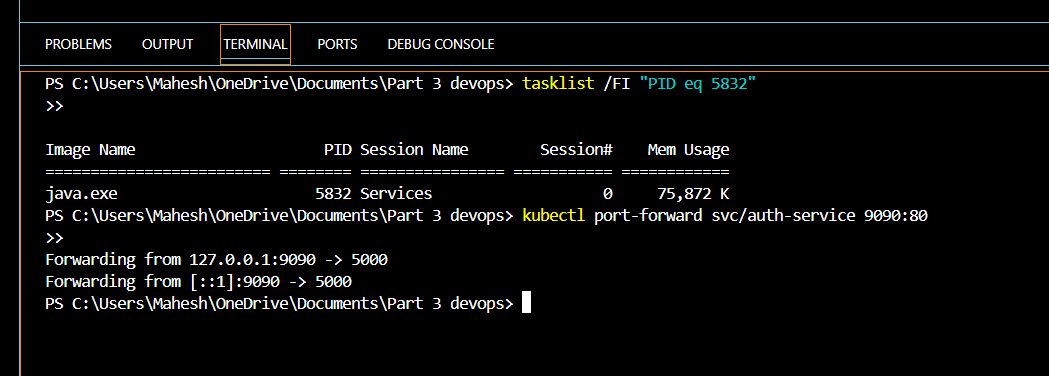 PROBLEMS OUTPUT TERMINAL PORTS DEBUG CONSOLE
PS C:\Users\Mahesh\OneDrive\Documents\Part 3 devops> tasklist /FI "PID eq 5832"
>>
Image Name                     PID Session Name        Session#    Mem Usage
========================= ======== ================ =========== ============
java.exe                      5832 Services                   0     75,872 K
PS C:\Users\Mahesh\OneDrive\Documents\Part 3 devops> kubectl port-forward svc/auth-service 9090:80
>>
Forwarding from 127.0.0.1:9090 -> 5000
Forwarding from [::1]:9090 -> 5000
PS C:\Users\Mahesh\OneDrive\Documents\Part 3 devops>